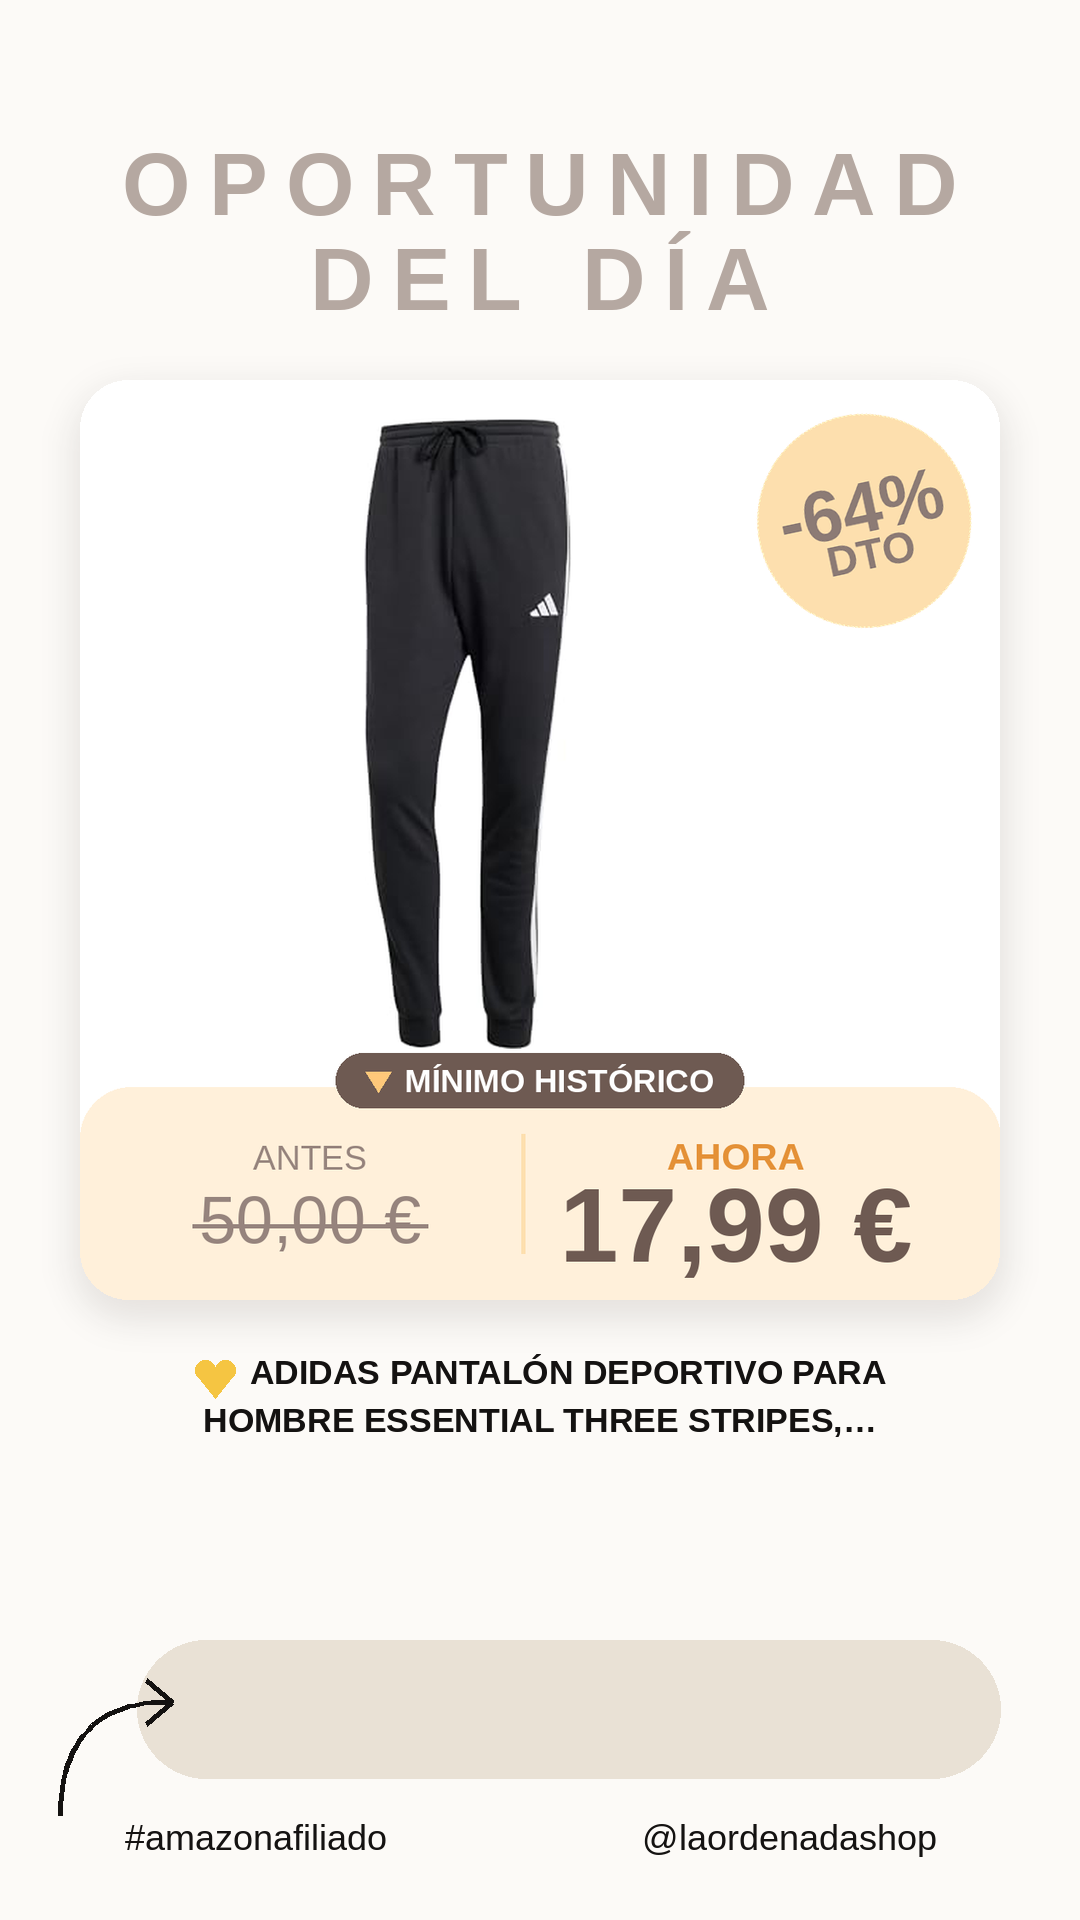 OPORTUNIDAD
DEL DÍA
-64%
DTO
MÍNIMO HISTÓRICO
ANTES
50,00 €
AHORA
17,99 €
ADIDAS PANTALÓN DEPORTIVO PARA
HOMBRE ESSENTIAL THREE STRIPES,...
#amazonafiliado
@laordenadashop